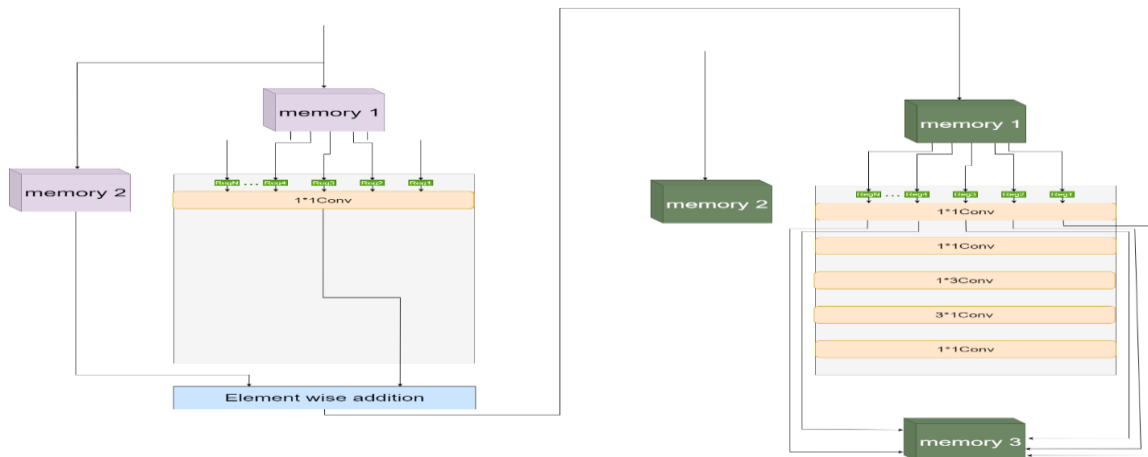 memory 1
memory 2
RegN ... Reg4 Reg3 Reg2 Reg1
1*1Conv
Element wise addition
memory 1
memory 2
RegN ... Reg4 Reg3 Reg2 Reg1
1*1Conv
1*1Conv
1*3Conv
3*1Conv
1*1Conv
memory 3